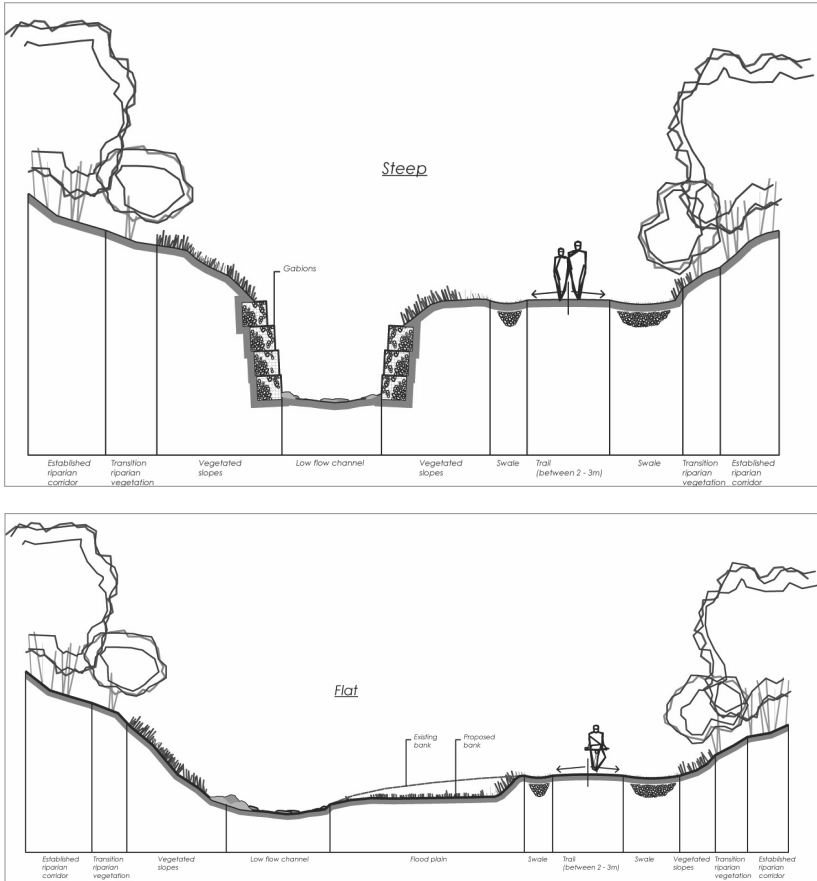 Steep
Gabions
Established
riparian
corridor
Transition
riparian
vegetation
Vegetated
slopes
Low flow channel
Vegetated
slopes
Swale
Trail
(between 2 - 3m)
Swale
Transition
riparian
vegetation
Established
riparian
corridor
Flat
Existing
bank
Proposed
bank
Established
riparian
corridor
Transition
riparian
vegetation
Vegetated
slopes
Low flow channel
Flood plain
Swale
Trail
(between 2 - 3m)
Swale
Vegetated
slopes
Transition
riparian
vegetation
Established
riparian
corridor